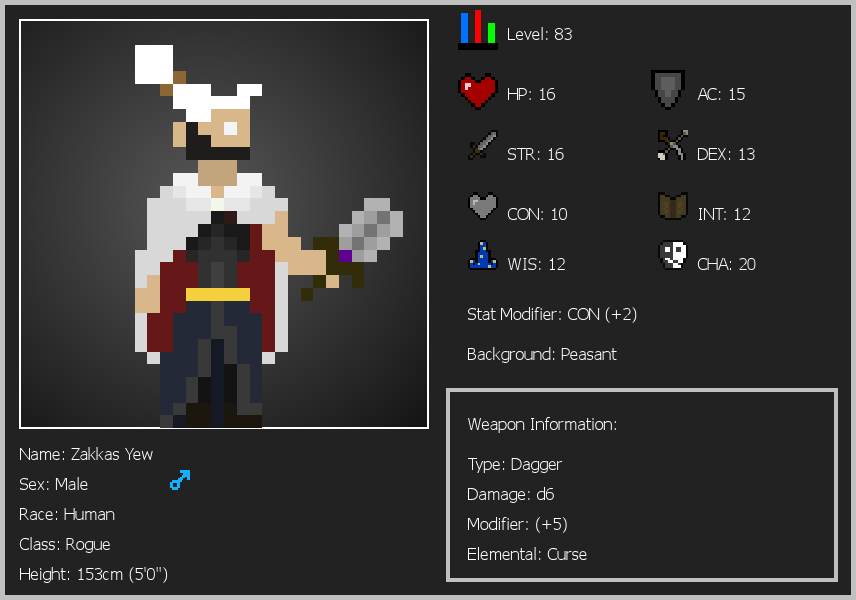 Level: 83
HP: 16
AC: 15
STR: 16
DEX: 13
CON: 10
INT: 12
WIS: 12
CHA: 20
Stat Modifier: CON (+2)
Background: Peasant
Weapon Information:
Type: Dagger
Damage: d6
Modifier: (+5)
Elemental: Curse
Name: Zakkas Yew
Sex: Male
Race: Human
Class: Rogue
Height: 153cm (5'0")